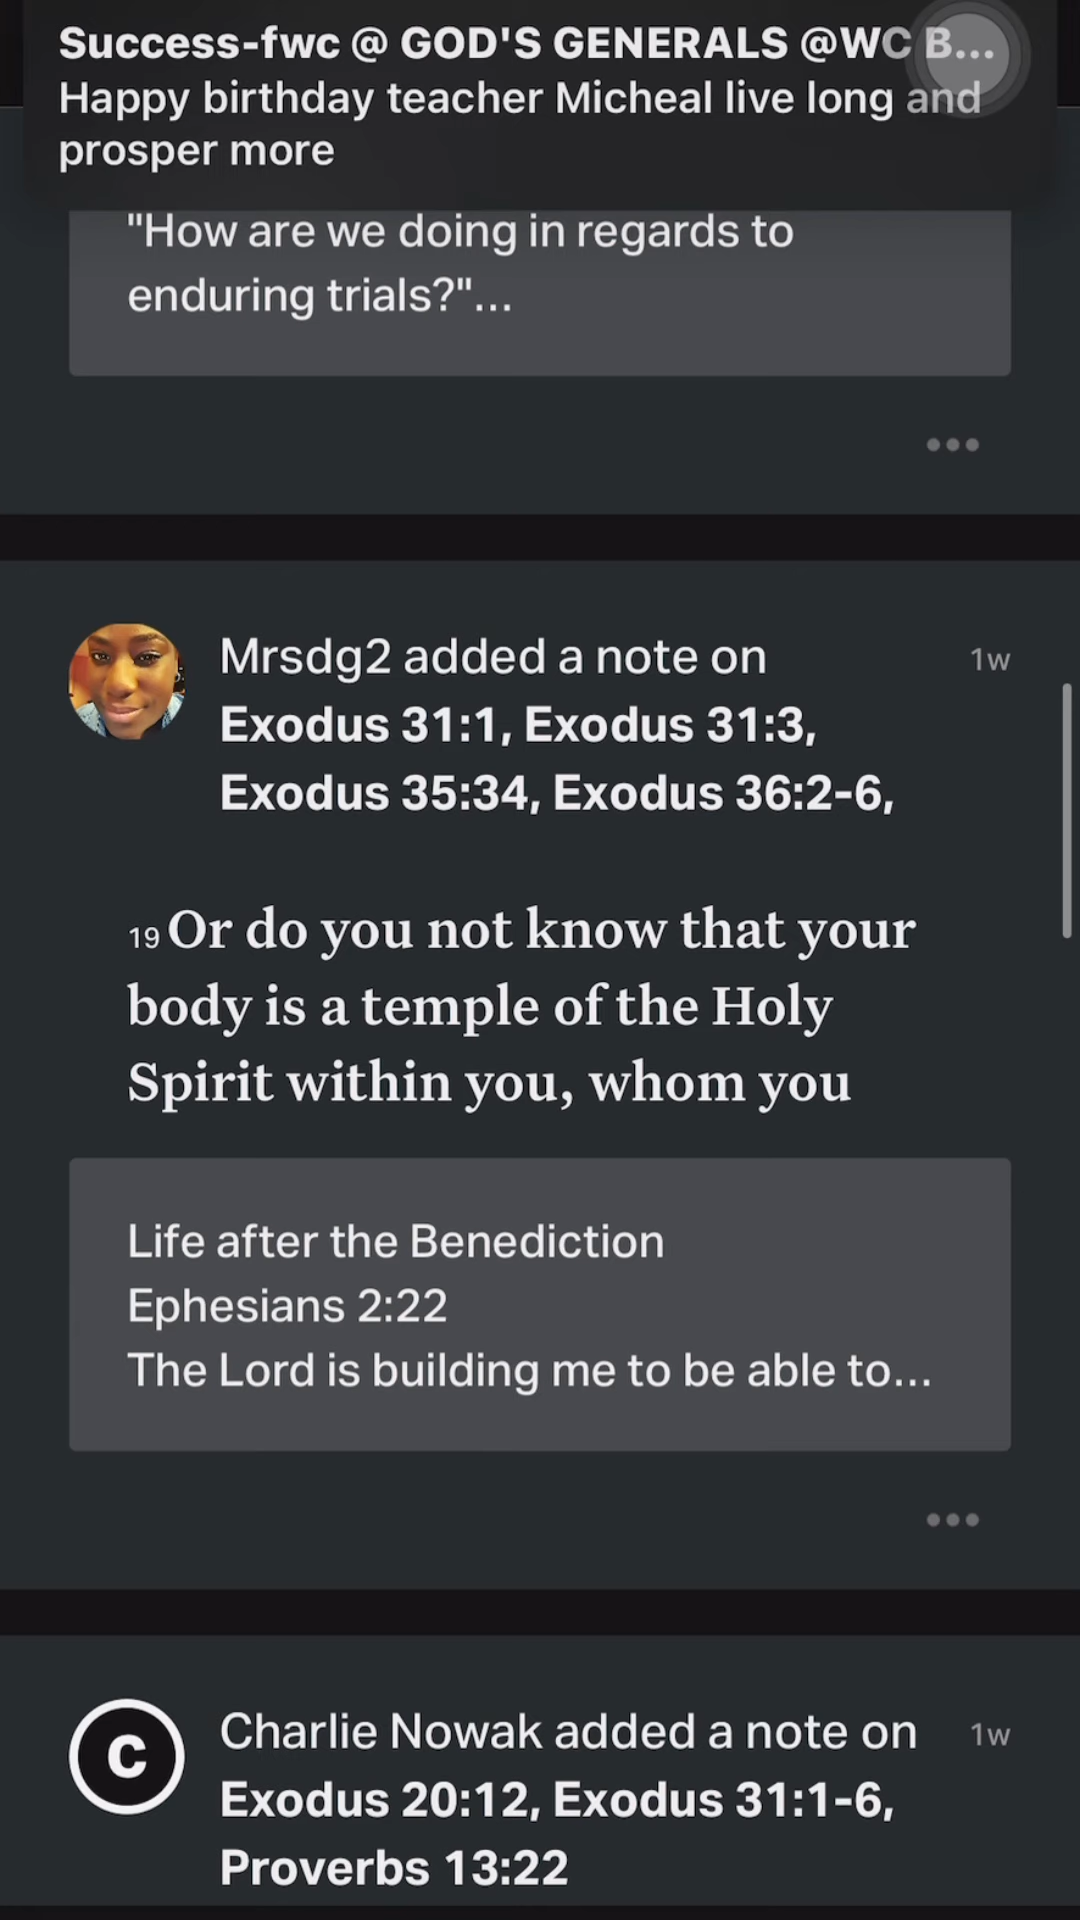 Success-fwc @ GOD'S GENERALS @WC B...
Happy birthday teacher Micheal live long and
prosper more
"How are we doing in regards to
enduring trials?"...
Mrsdg2 added a note on
1w
Exodus 31:1, Exodus 31:3,
Exodus 35:34, Exodus 36:2-6,
19 Or do you not know that your
body is a temple of the Holy
Spirit within you, whom you
Life after the Benediction
Ephesians 2:22
The Lord is building me to be able to...
C
Charlie Nowak added a note on
1w
Exodus 20:12, Exodus 31:1-6,
Proverbs 13:22